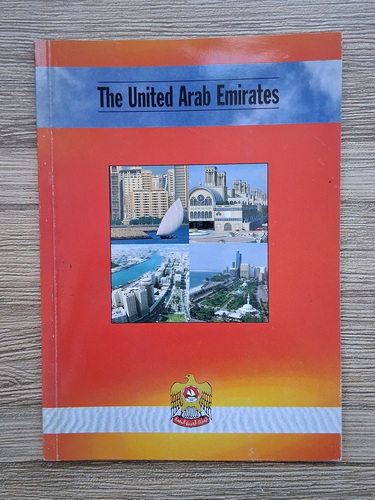 The United Arab Emirates